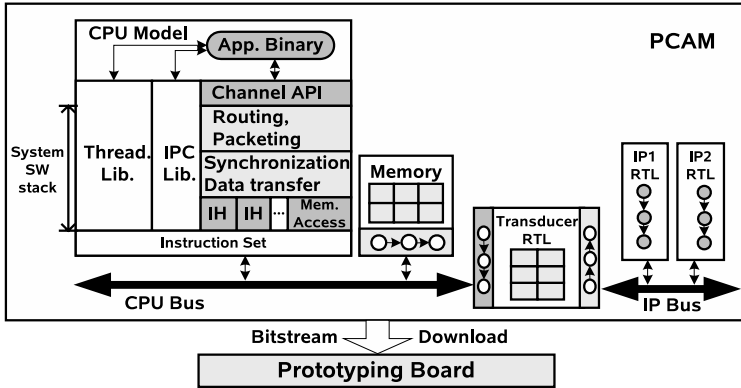 CPU Model
App. Binary
PCAM
Channel API
Routing,
Packeting
System
SW
stack
Thread.
Lib.
IPC
Lib.
Synchronization
Data transfer
IH
IH
...
Mem.
Access
Instruction Set
Memory
Transducer
RTL
IP1
RTL
IP2
RTL
CPU Bus
IP Bus
Bitstream
Download
Prototyping Board